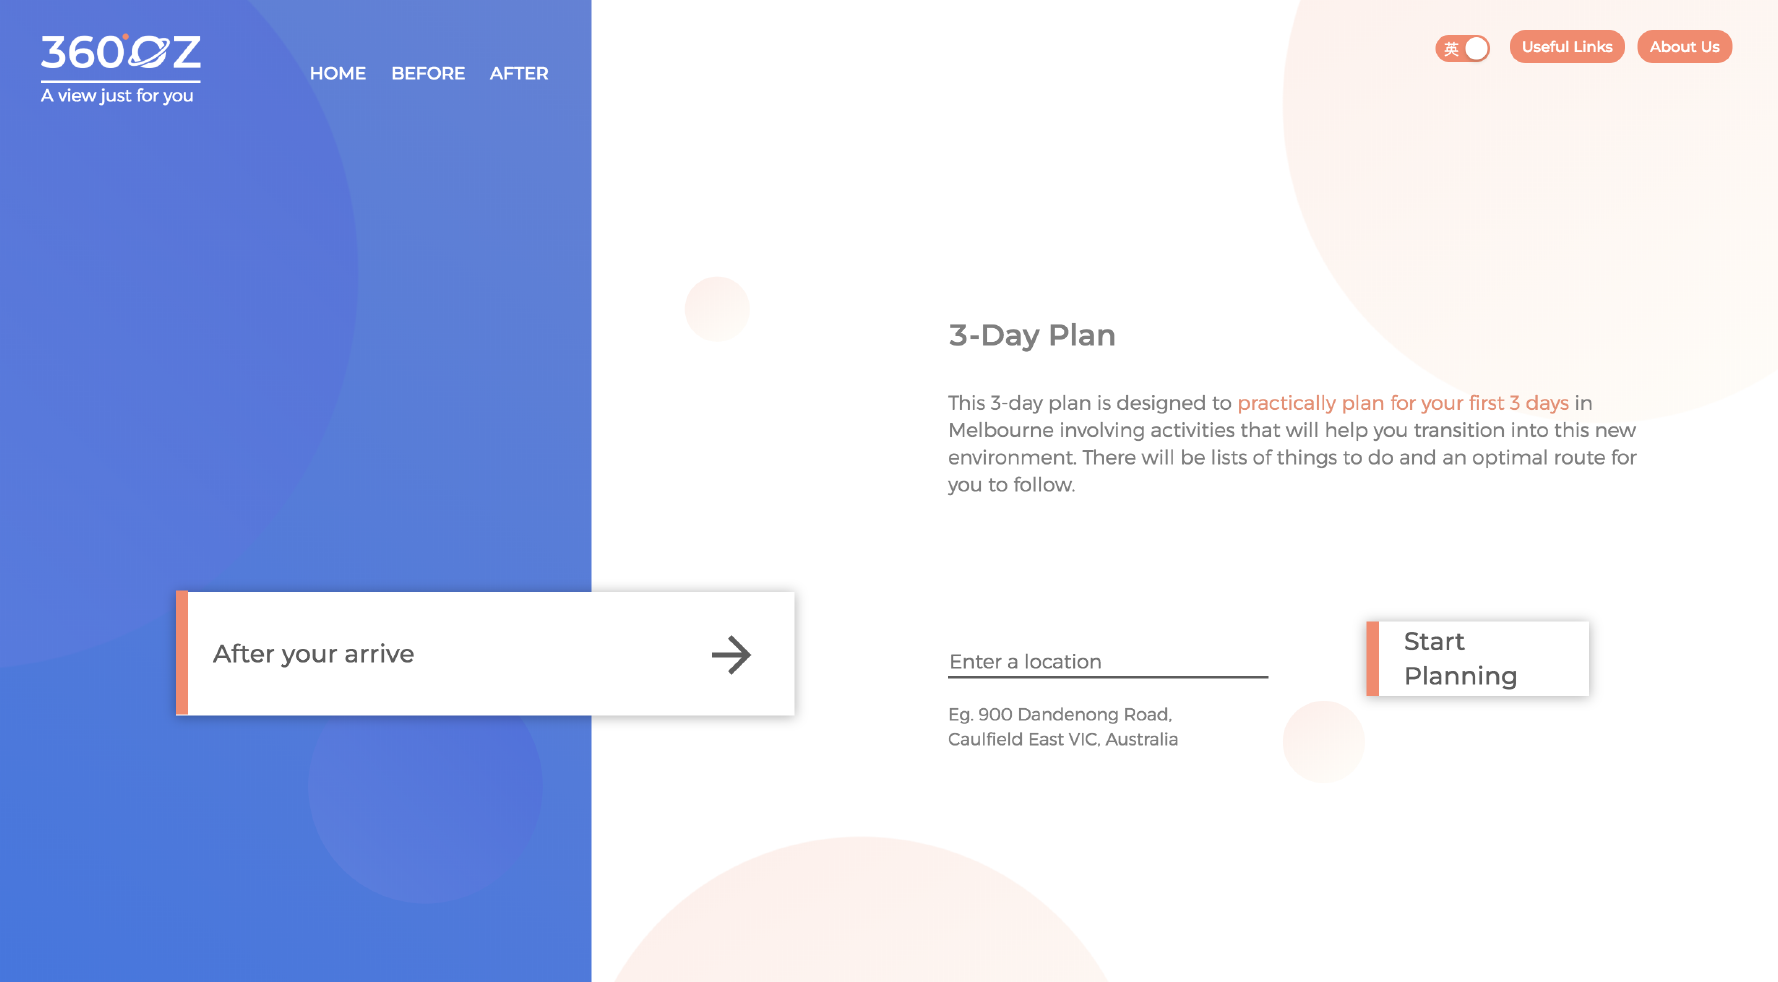 360°OZ
A view just for you
HOME BEFORE AFTER
英
Useful Links
About Us
3-Day Plan
This 3-day plan is designed to practically plan for your first 3 days in
Melbourne involving activities that will help you transition into this new
environment. There will be lists of things to do and an optimal route for
you to follow.
After your arrive
Enter a location
Eg. 900 Dandenong Road,
Caulfield East VIC, Australia
Start
Planning